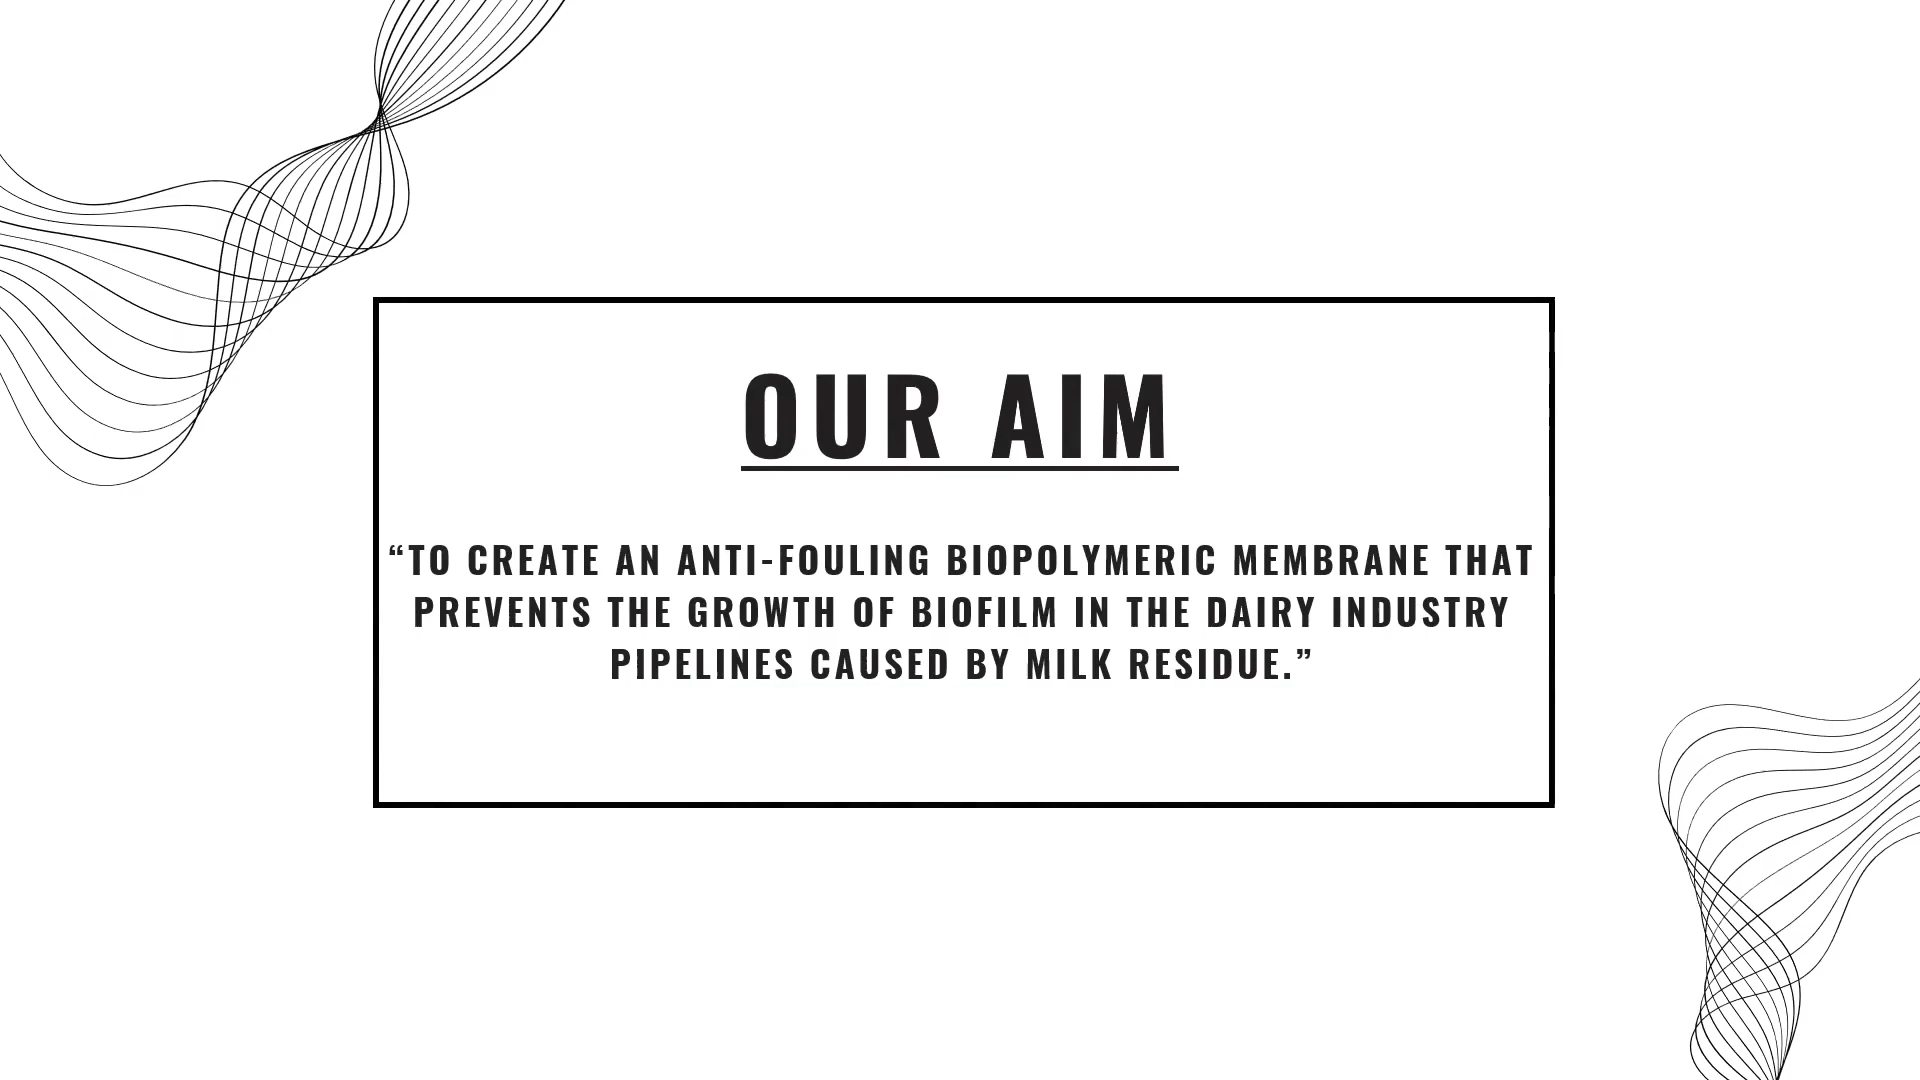 OUR AIM
“TO CREATE AN ANTI-FOULING BIOPOLYMERIC MEMBRANE THAT
PREVENTS THE GROWTH OF BIOFILM IN THE DAIRY INDUSTRY
PIPELINES CAUSED BY MILK RESIDUE.”